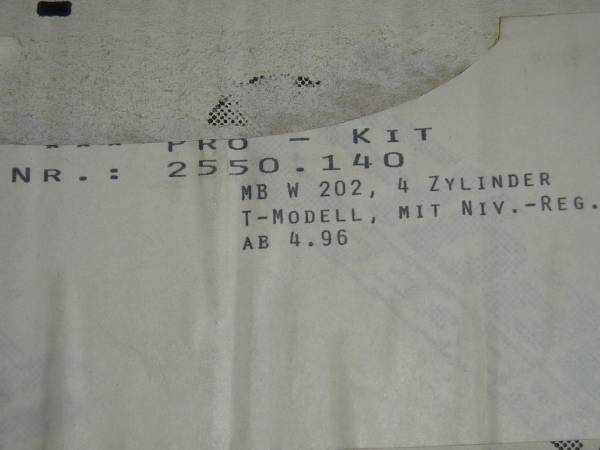 *** PRO - KIT
NR.: 2550.140
MB W 202, 4 ZYLINDER
T-MODELL, MIT NIV.-REG.
AB 4.96